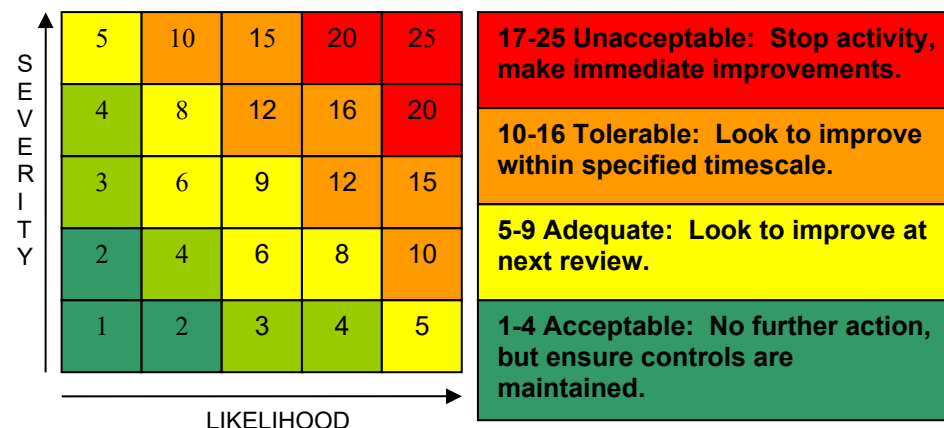 SEVERITY
5 10 15 20 25
4 8 12 16 20
3 6 9 12 15
2 4 6 8 10
1 2 3 4 5
LIKELIHOOD
17-25 Unacceptable: Stop activity,
make immediate improvements.
10-16 Tolerable: Look to improve
within specified timescale.
5-9 Adequate: Look to improve at
next review.
1-4 Acceptable: No further action,
but ensure controls are
maintained.